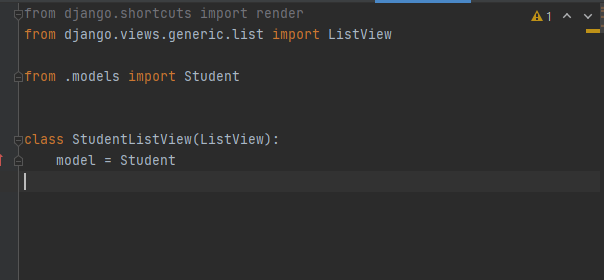 from django.shortcuts import render
from django.views.generic.list import ListView
1
from .models import Student
class StudentListView(ListView):
    model = Student